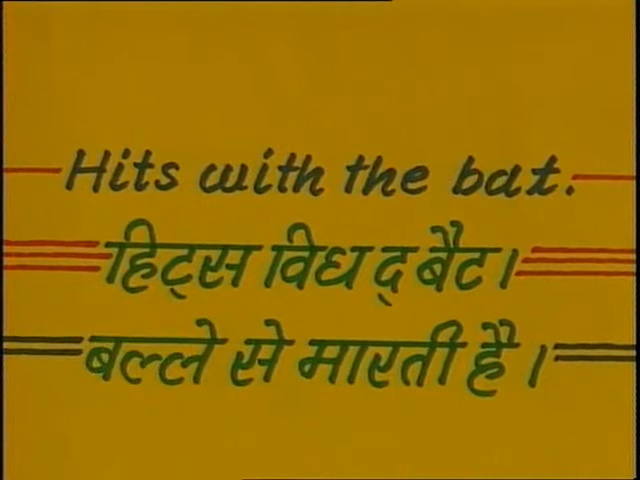 Hits with the bat.
हिट्स विध द् बैट।
बल्ले से मारती है।